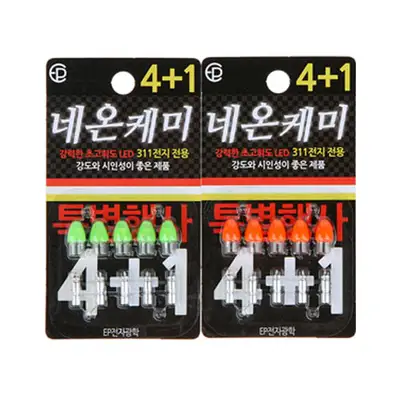 EP
4+1
네온케미
강력한 초고휘도 LED 311전지 전용
강도와 시인성이 좋은 제품
특별행사
4+1
EP전자광학
EP
4+1
네온케미
강력한 초고휘도 LED 311전지 전용
강도와 시인성이 좋은 제품
특별행사
4+1
EP전자광학